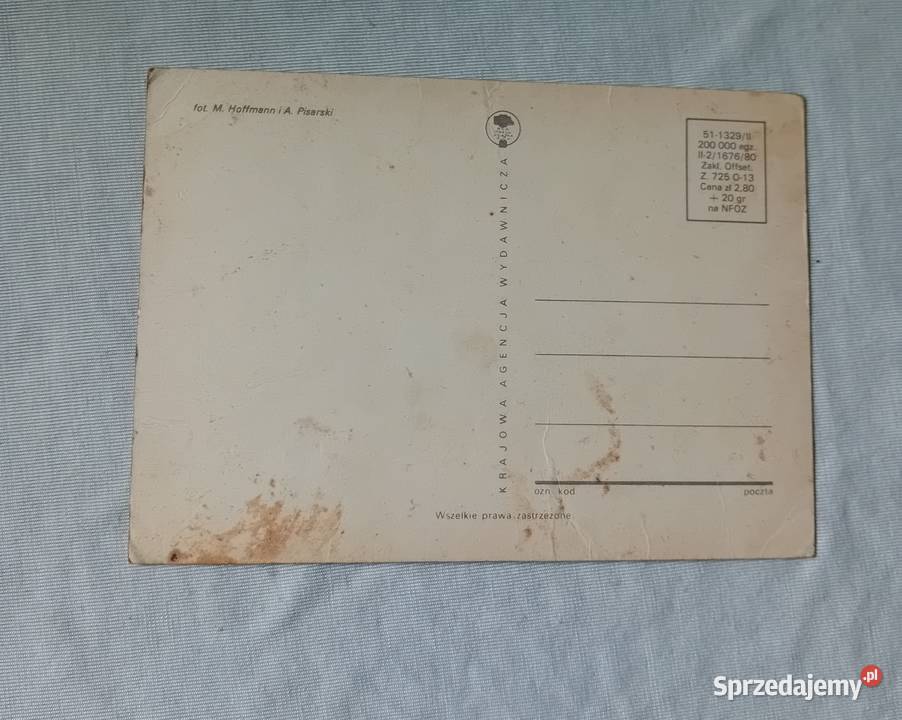 fot. M. Hoffmann i A. Pisarski
KRAJOWA AGENCJA WYDAWNICZA
51-1329/II
200 000 egz.
II-2/1676/80
Zakł. Offset.
Z. 725 O-13
Cena zł 2,80
+ 20 gr
na NFOZ
ozn. kod
poczta
Wszelkie prawa zastrzeżone.
Sprzedajemy.pl